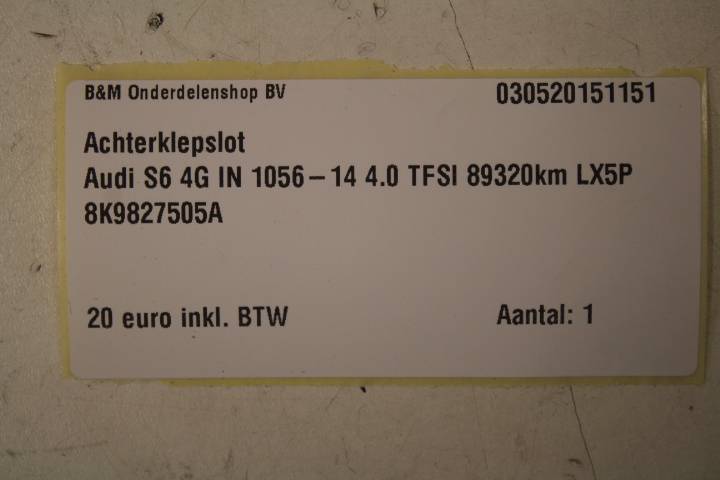 B&M Onderdelenshop BV 030520151151
Achterklepslot
Audi S6 4G IN 1056-14 4.0 TFSI 89320km LX5P
8K9827505A
20 euro inkl. BTW Aantal: 1